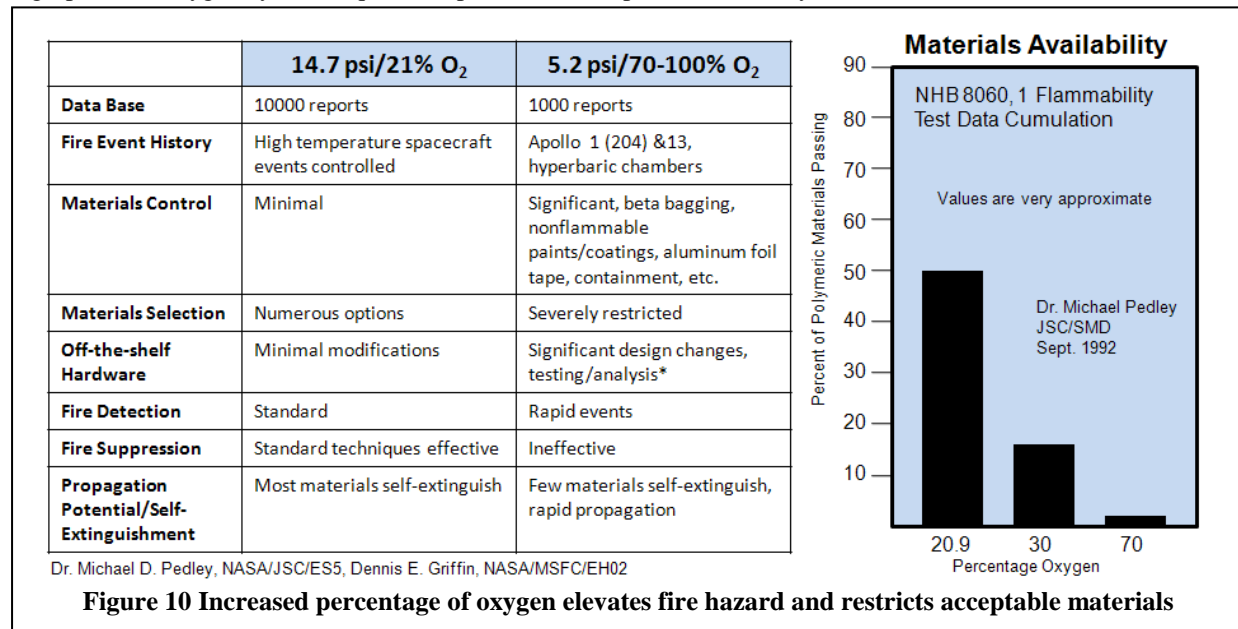 14.7 psi/21% O₂
5.2 psi/70-100% O₂
Data Base
10000 reports
1000 reports
Fire Event History
High temperature spacecraft
events controlled
Apollo 1 (204) &13,
hyperbaric chambers
Materials Control
Minimal
Significant, beta bagging,
nonflammable
paints/coatings, aluminum foil
tape, containment, etc.
Materials Selection
Numerous options
Severely restricted
Off-the-shelf
Hardware
Minimal modifications
Significant design changes,
testing/analysis*
Fire Detection
Standard
Rapid events
Fire Suppression
Standard techniques effective
Ineffective
Propagation
Potential/Self-
Extinguishment
Most materials self-extinguish
Few materials self-extinguish,
rapid propagation
Dr. Michael D. Pedley, NASA/JSC/ES5, Dennis E. Griffin, NASA/MSFC/EH02
Materials Availability
Percent of Polymeric Materials Passing
90
80
70
60
50
40
30
20
10
NHB 8060, 1 Flammability
Test Data Cumulation
Values are very approximate
Dr. Michael Pedley
JSC/SMD
Sept. 1992
20.9 30 70
Percentage Oxygen
Figure 10 Increased percentage of oxygen elevates fire hazard and restricts acceptable materials